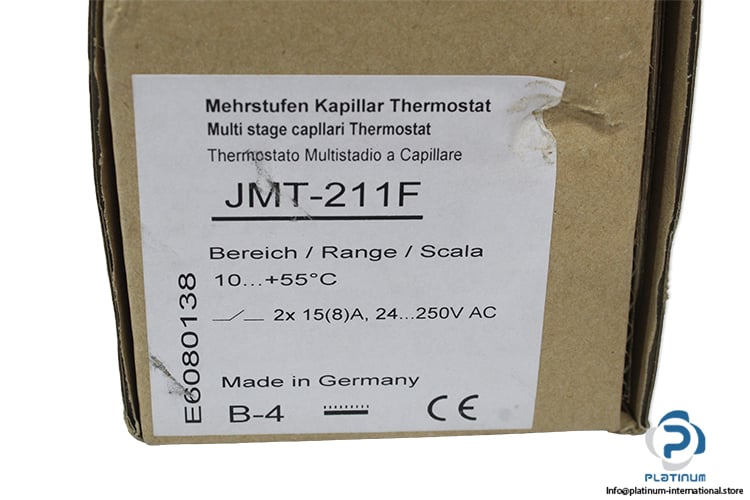 Mehrstufen Kapillar Thermostat
Multi stage capllari Thermostat
Thermostato Multistadio a Capillare
JMT-211F
Bereich / Range / Scala
10...+55°C
2x 15(8)A, 24...250V AC
E6080138
Made in Germany
B-4 CE
PLATINUM
Info@platinum-international.store